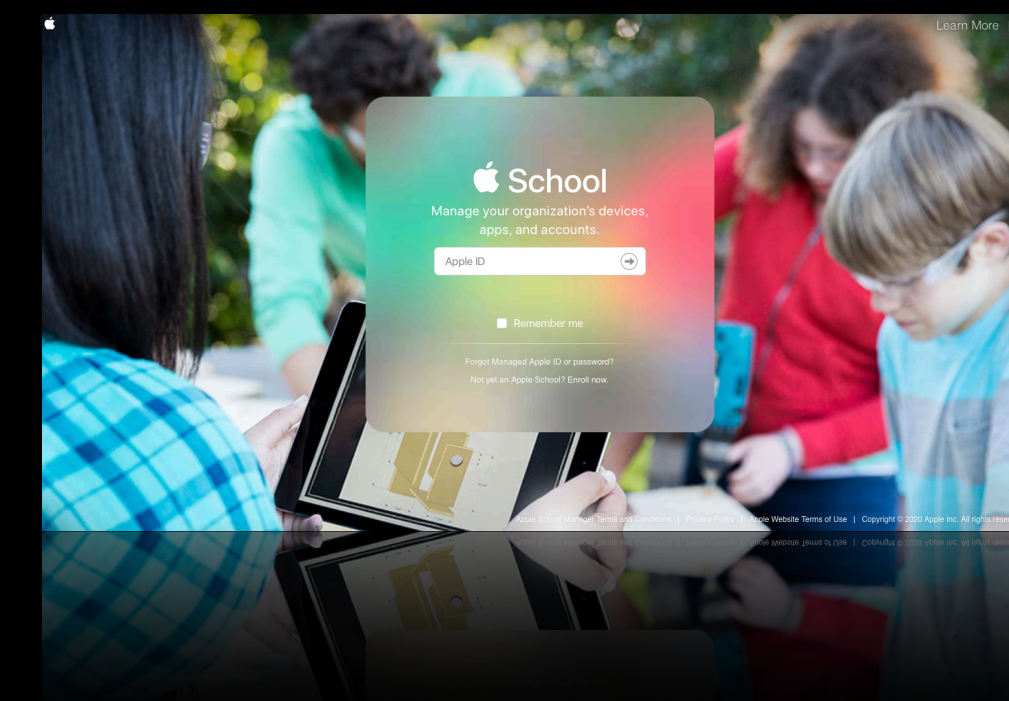 Learn More
School
Manage your organization's devices,
apps, and accounts.
Apple ID
Remember me
Forgot Managed Apple ID or password?
Not yet an Apple School? Enroll now.
Apple School Manager Terms and Conditions | Privacy Policy | Apple Website Terms of Use | Copyright © 2020 Apple Inc. All rights rese